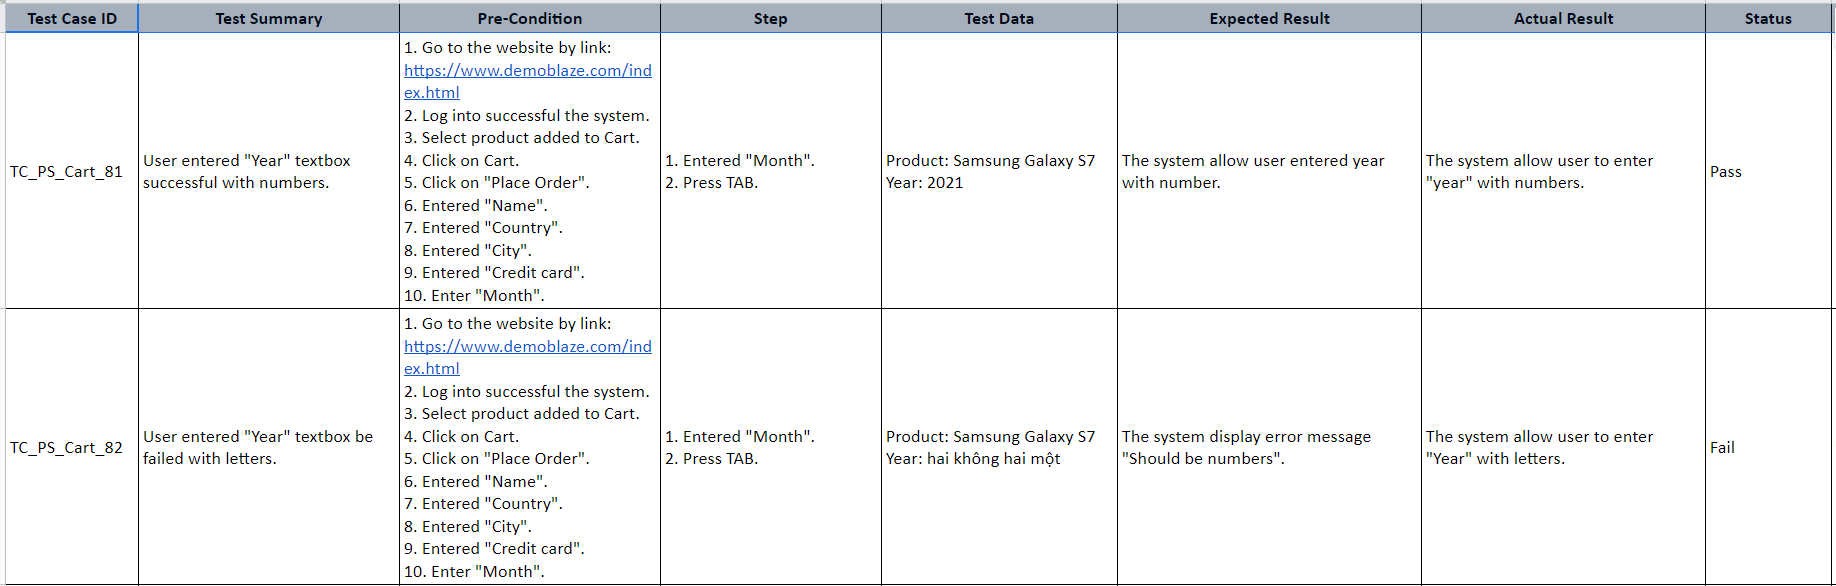 Test Case ID Test Summary Pre-Condition Step Test Data Expected Result Actual Result Status
TC_PS_Cart_81
User entered "Year" textbox
successful with numbers.
1. Go to the website by link:
https://www.demoblaze.com/ind
ex.html
2. Log into successful the system.
3. Select product added to Cart.
4. Click on Cart.
5. Click on "Place Order".
6. Entered "Name".
7. Entered "Country".
8. Entered "City".
9. Entered "Credit card".
10. Enter "Month".
1. Entered "Month".
2. Press TAB.
Product: Samsung Galaxy S7
Year: 2021
The system allow user entered year
with number.
The system allow user to enter
"year" with numbers.
Pass
TC_PS_Cart_82
User entered "Year" textbox be
failed with letters.
1. Go to the website by link:
https://www.demoblaze.com/ind
ex.html
2. Log into successful the system.
3. Select product added to Cart.
4. Click on Cart.
5. Click on "Place Order".
6. Entered "Name".
7. Entered "Country".
8. Entered "City".
9. Entered "Credit card".
10. Enter "Month".
1. Entered "Month".
2. Press TAB.
Product: Samsung Galaxy S7
Year: hai không hai một
The system display error message
"Should be numbers".
The system allow user to enter
"Year" with letters.
Fail